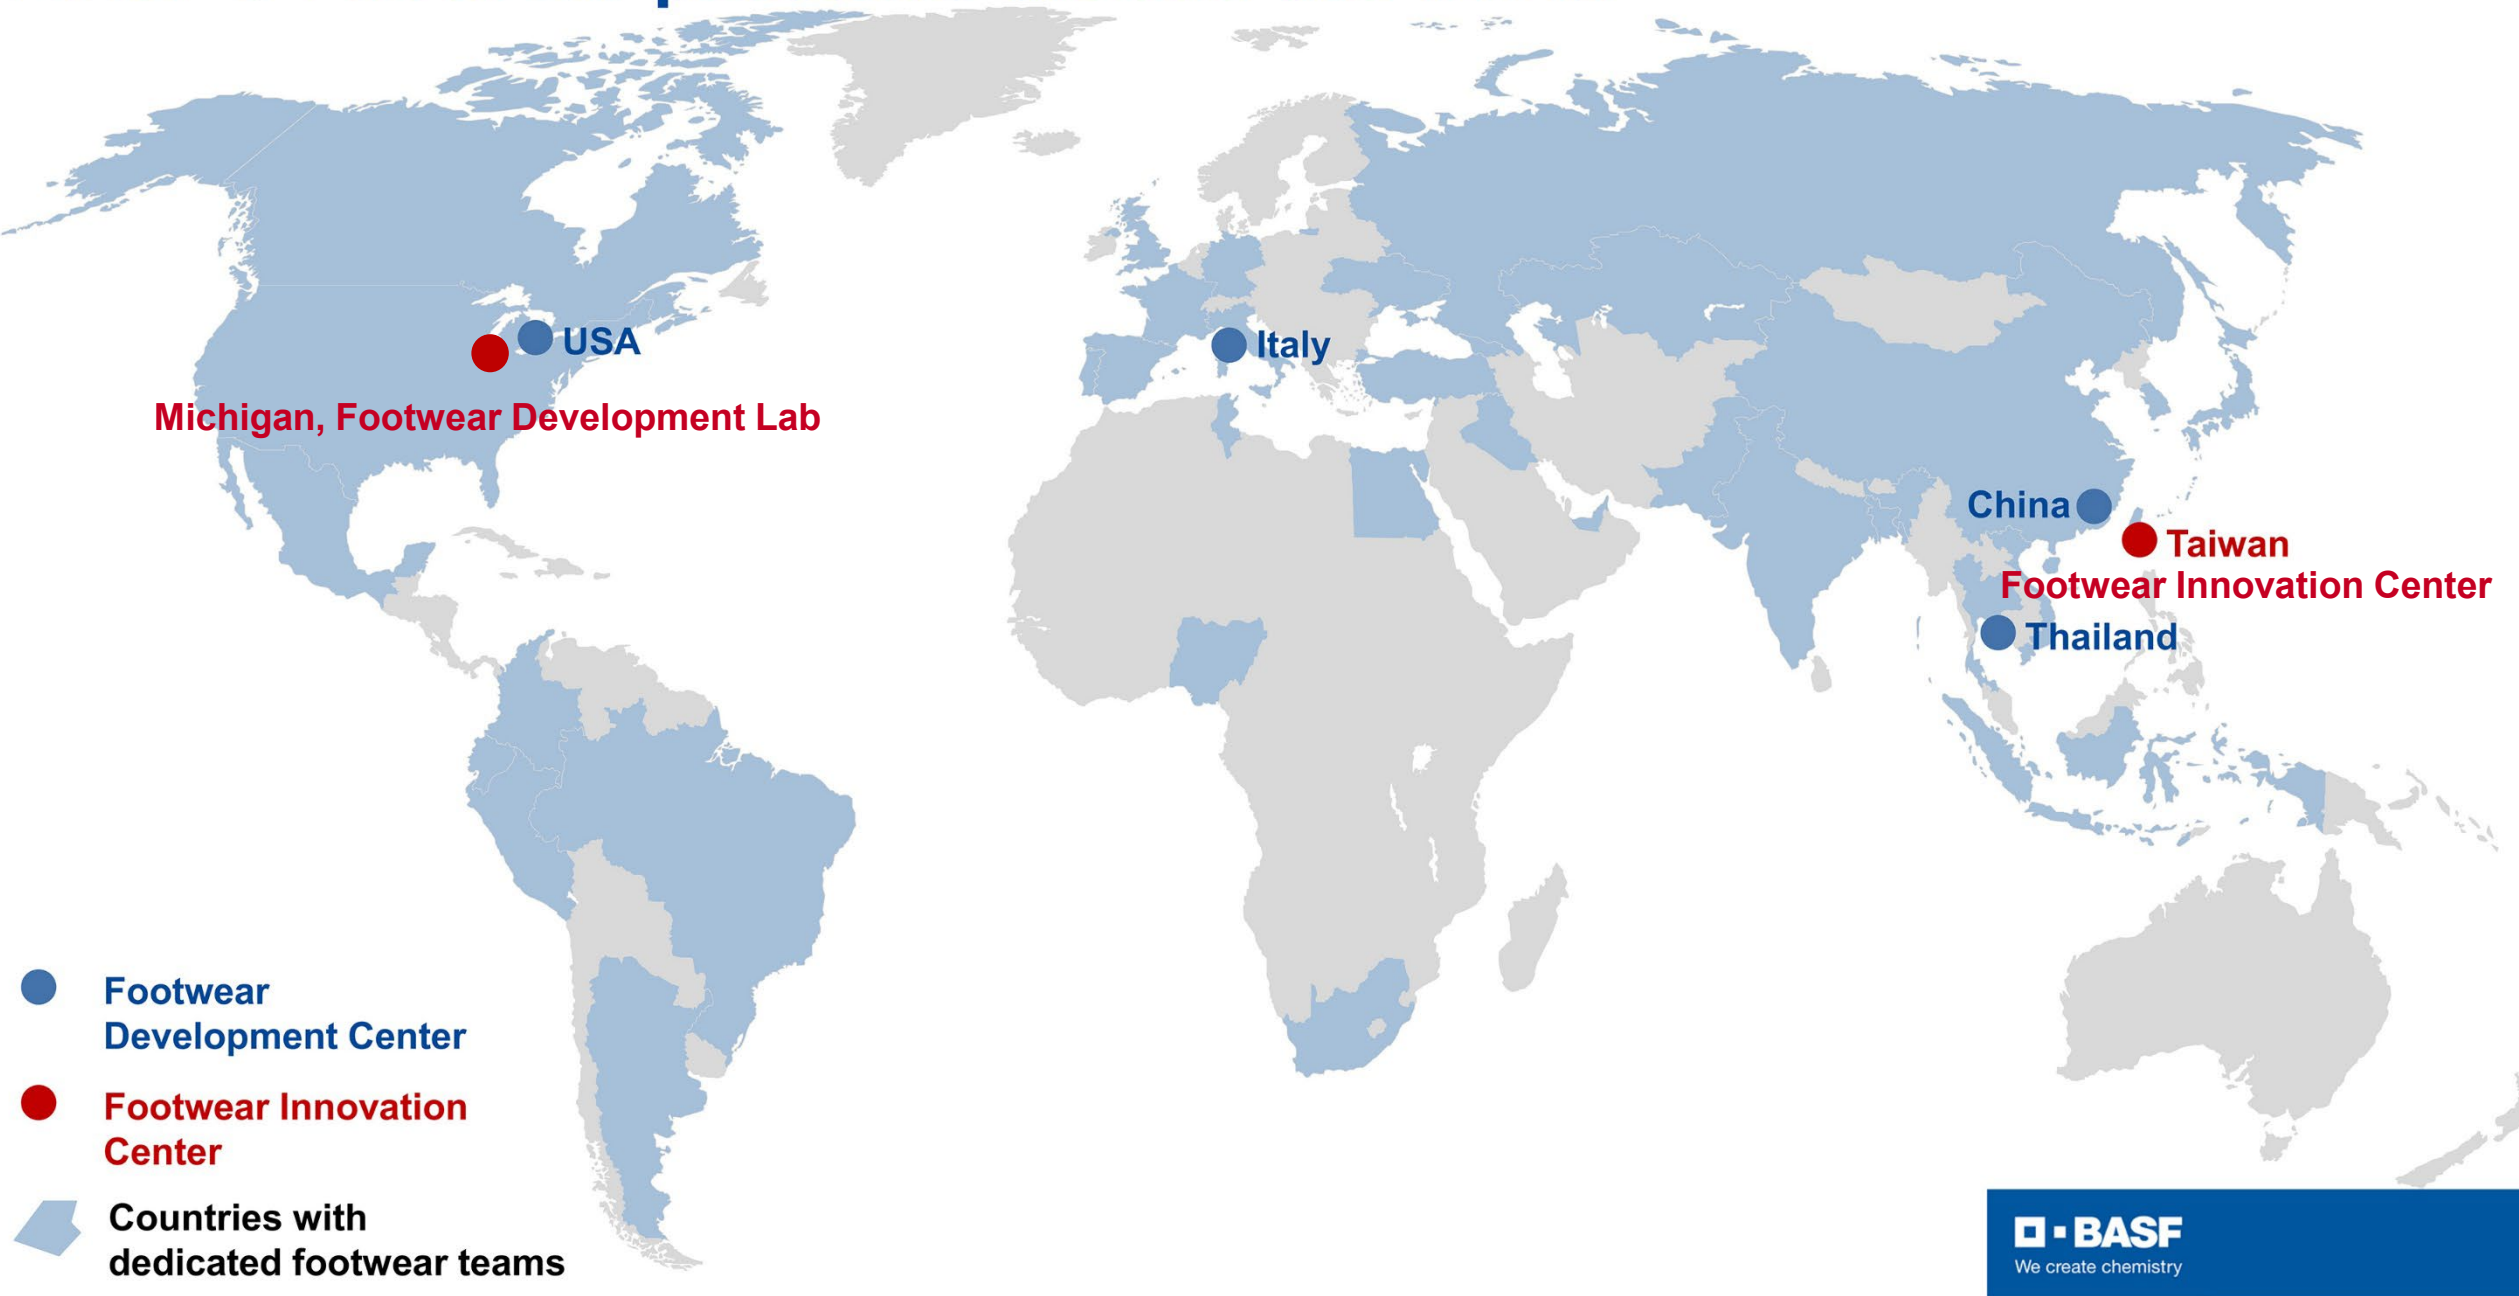 USA
Italy
Michigan, Footwear Development Lab
China
Taiwan
Footwear Innovation Center
Thailand
Footwear
Development Center
Footwear Innovation
Center
Countries with
dedicated footwear teams
BASF
We create chemistry